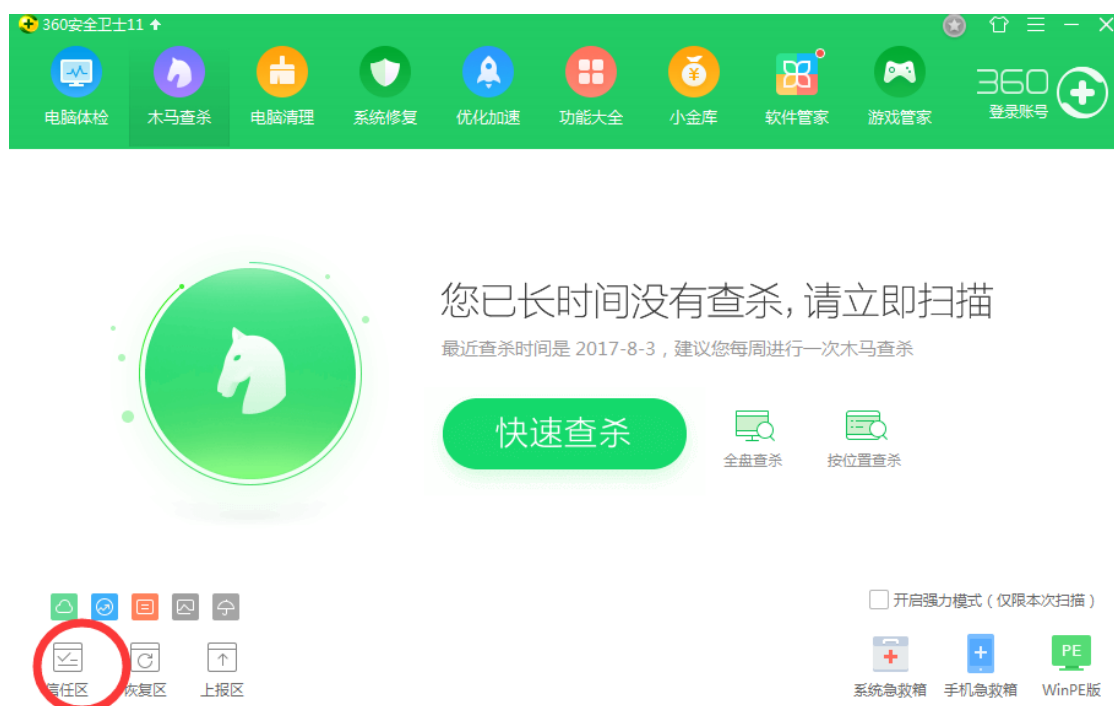 360安全卫士11
电脑体检 木马查杀 电脑清理 系统修复 优化加速 功能大全 小金库 软件管家 游戏管家
360
登录账号
您已长时间没有查杀,请立即扫描
最近查杀时间是 2017-8-3，建议您每周进行一次木马查杀
快速查杀
全盘查杀 按位置查杀
开启强力模式（仅限本次扫描）
PE
信任区 恢复区 上报区
系统急救箱 手机急救箱 WinPE版